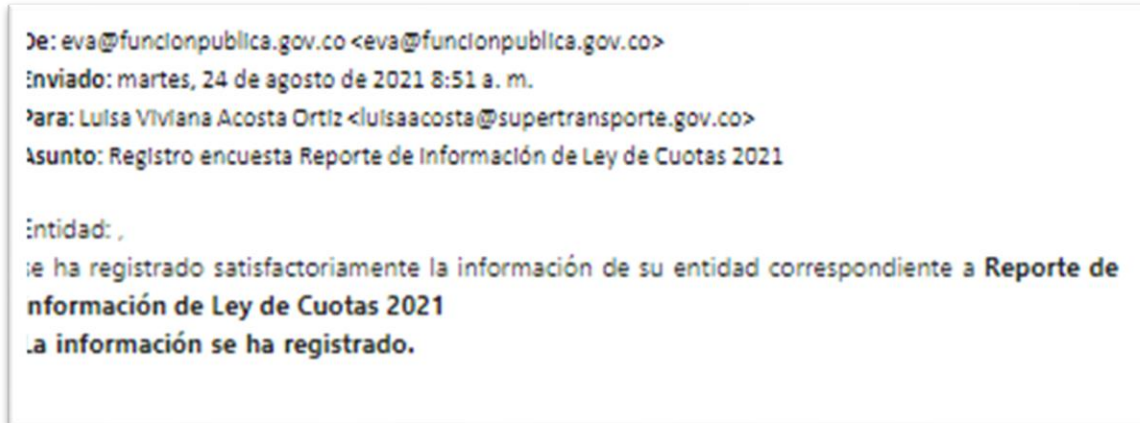 De: eva@funcionpublica.gov.co <eva@funcionpublica.gov.co>
Enviado: martes, 24 de agosto de 2021 8:51 a. m.
Para: Luisa Viviana Acosta Ortiz <luisaacosta@supertransporte.gov.co>
Asunto: Registro encuesta Reporte de Información de Ley de Cuotas 2021
Entidad: ,
se ha registrado satisfactoriamente la información de su entidad correspondiente a Reporte de
Información de Ley de Cuotas 2021
La información se ha registrado.